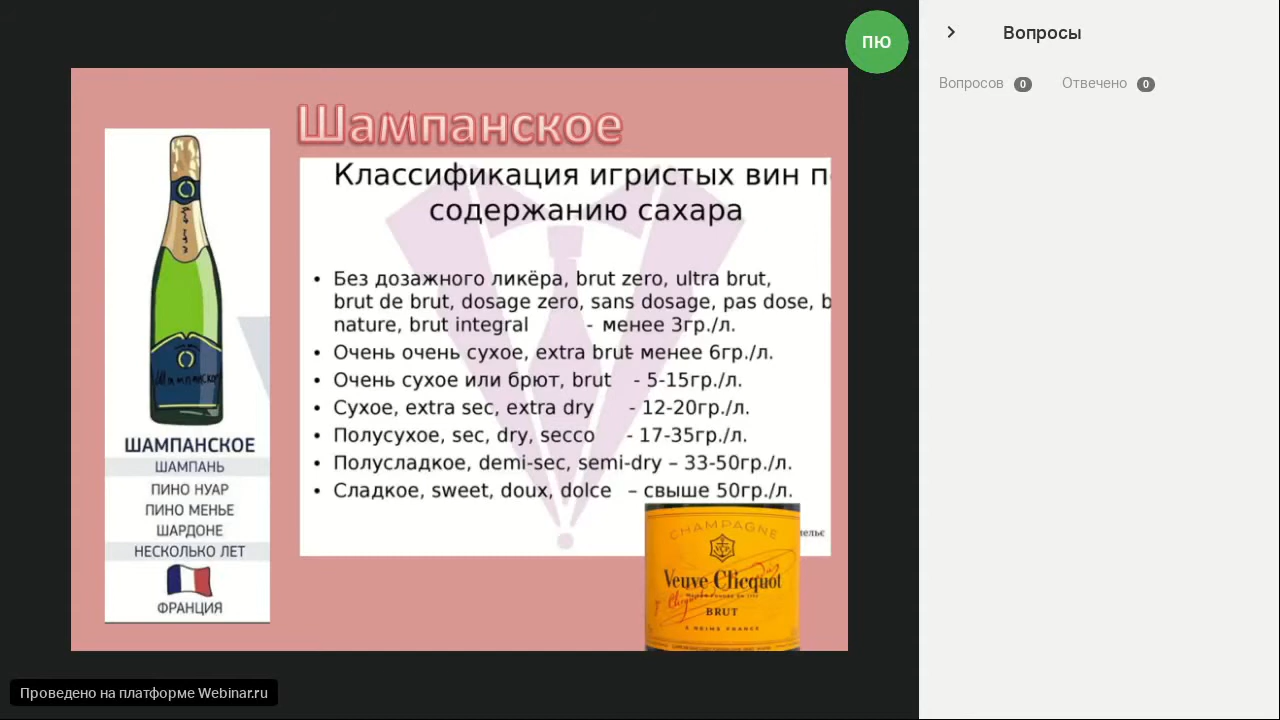 ПЮ
Вопросы
Вопросов 0 Отвечено 0
Шампанское
Классификация игристых вин
содержанию сахара
• Без дозажного ликёра, brut zero, ultra brut,
brut de brut, dosage zero, sans dosage, pas dose,
nature, brut integral - менее 3гр./л.
• Очень очень сухое, extra brut - менее 6гр./л.
• Очень сухое или брют, brut - 5-15гр./л.
• Сухое, extra sec, extra dry - 12-20гр./л.
• Полусухое, sec, dry, secco - 17-35гр./л.
• Полусладкое, demi-sec, semi-dry – 33-50гр./л.
• Сладкое, sweet, doux, dolce – свыше 50гр./л.
Шампанское
ШАМПАНСКОЕ
ШАМПАНЬ
ПИНО НУАР
ПИНО МЕНЬЕ
ШАРДОНЕ
НЕСКОЛЬКО ЛЕТ
ФРАНЦИЯ
CHAMPAGNE
VCP
Veuve Clicquot
BRUT
À REIMS FRANCE
Проведено на платформе Webinar.ru